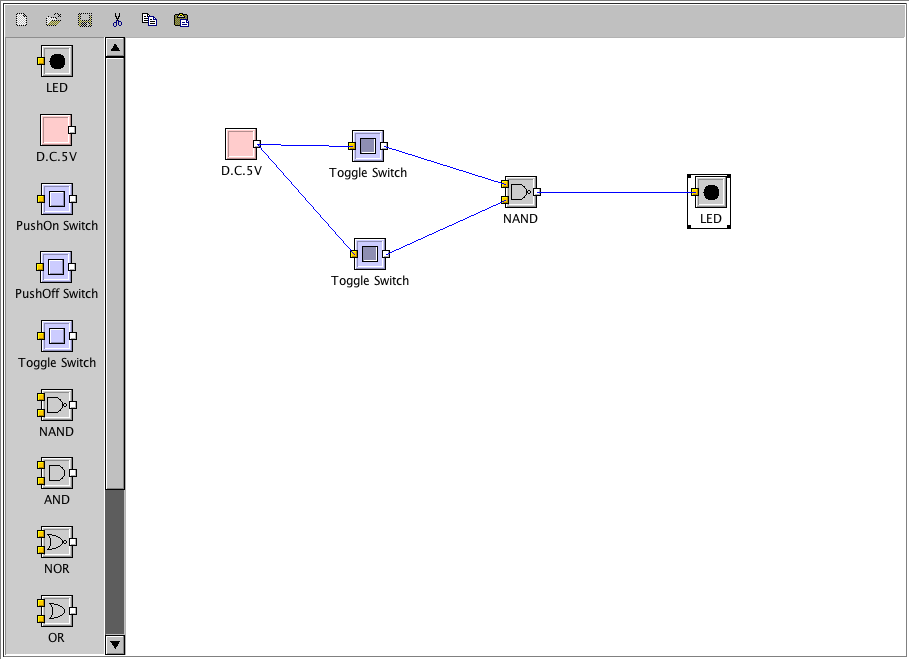 LED
D.C.5V
PushOn Switch
PushOff Switch
Toggle Switch
NAND
AND
NOR
OR
D.C.5V
Toggle Switch
Toggle Switch
NAND
LED